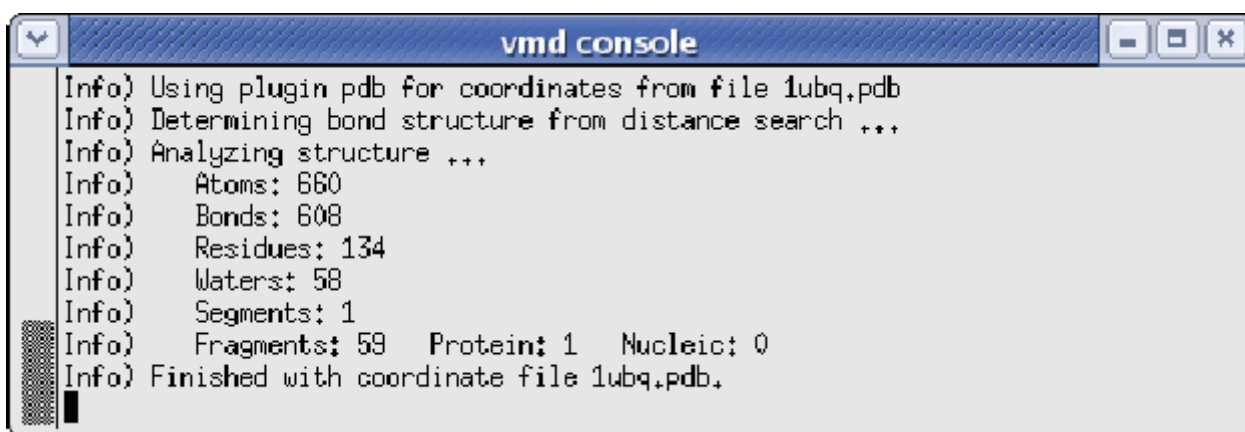 vmd console
Info) Using plugin pdb for coordinates from file 1ubq.pdb
Info) Determining bond structure from distance search ...
Info) Analyzing structure ...
Info)    Atoms: 660
Info)    Bonds: 608
Info)    Residues: 134
Info)    Waters: 58
Info)    Segments: 1
Info)    Fragments: 59   Protein: 1   Nucleic: 0
Info) Finished with coordinate file 1ubq.pdb.